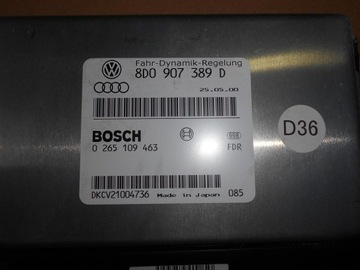 Fahr-Dynamik-Regelung
8D0 907 389 D
25.05.00
BOSCH
0 265 109 463
FDR
DKCV21004736 Made in Japan 085
D36